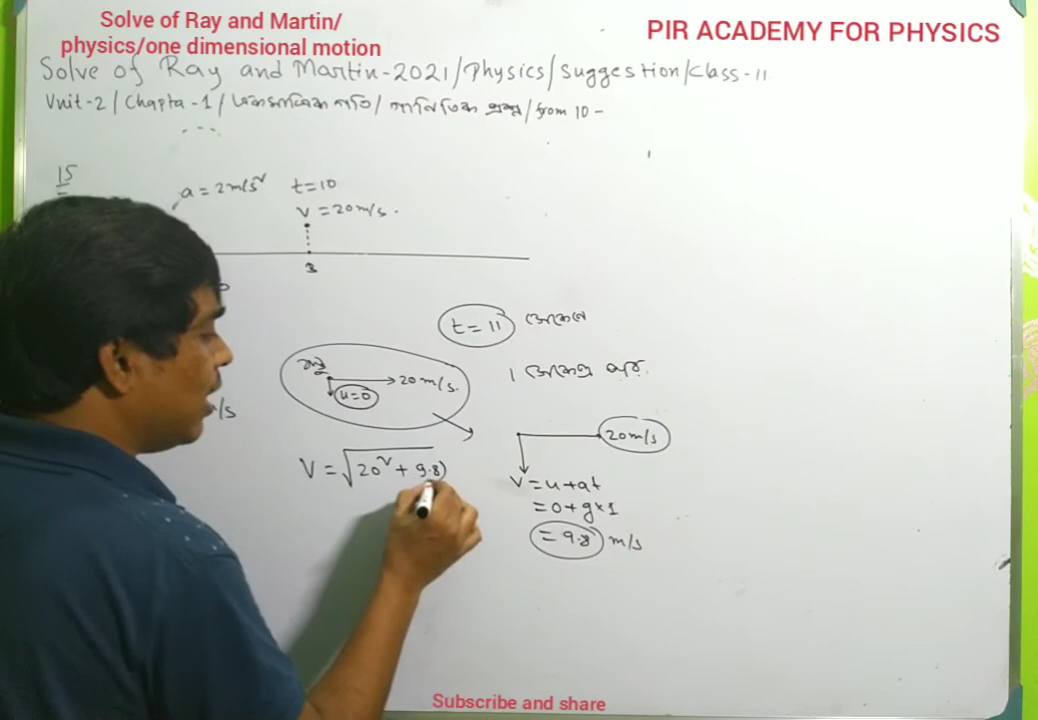 Solve of Ray and Martin/
physics/one dimensional motion
PIR ACADEMY FOR PHYSICS
Solve of Ray and Martin-2021/Physics/Suggestion/Class-11
Unit-2/Chapta-1/একমাত্রিক গতি/গাণিতিক প্রশ্ন/from 10-
15
a = 2m/s² t=10
v = 20m/s.
t = 11 সেকেন্ডে
বস্তু
20m/s.
u=0
1 সেকেন্ড পরে.
20m/s
V = √20² + 9.8)
V = u+at
= 0+g×1
= 9.8 m/s
/s
Subscribe and share